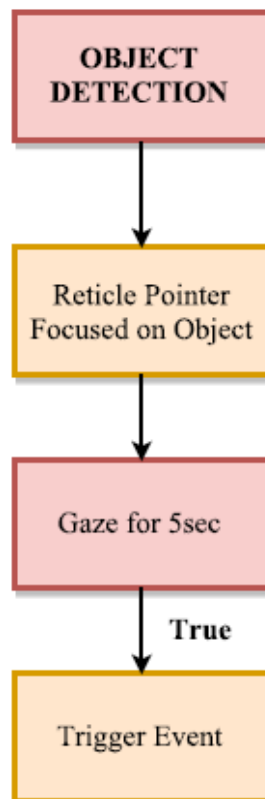 OBJECT
DETECTION
Reticle Pointer
Focused on Object
Gaze for 5sec
True
Trigger Event